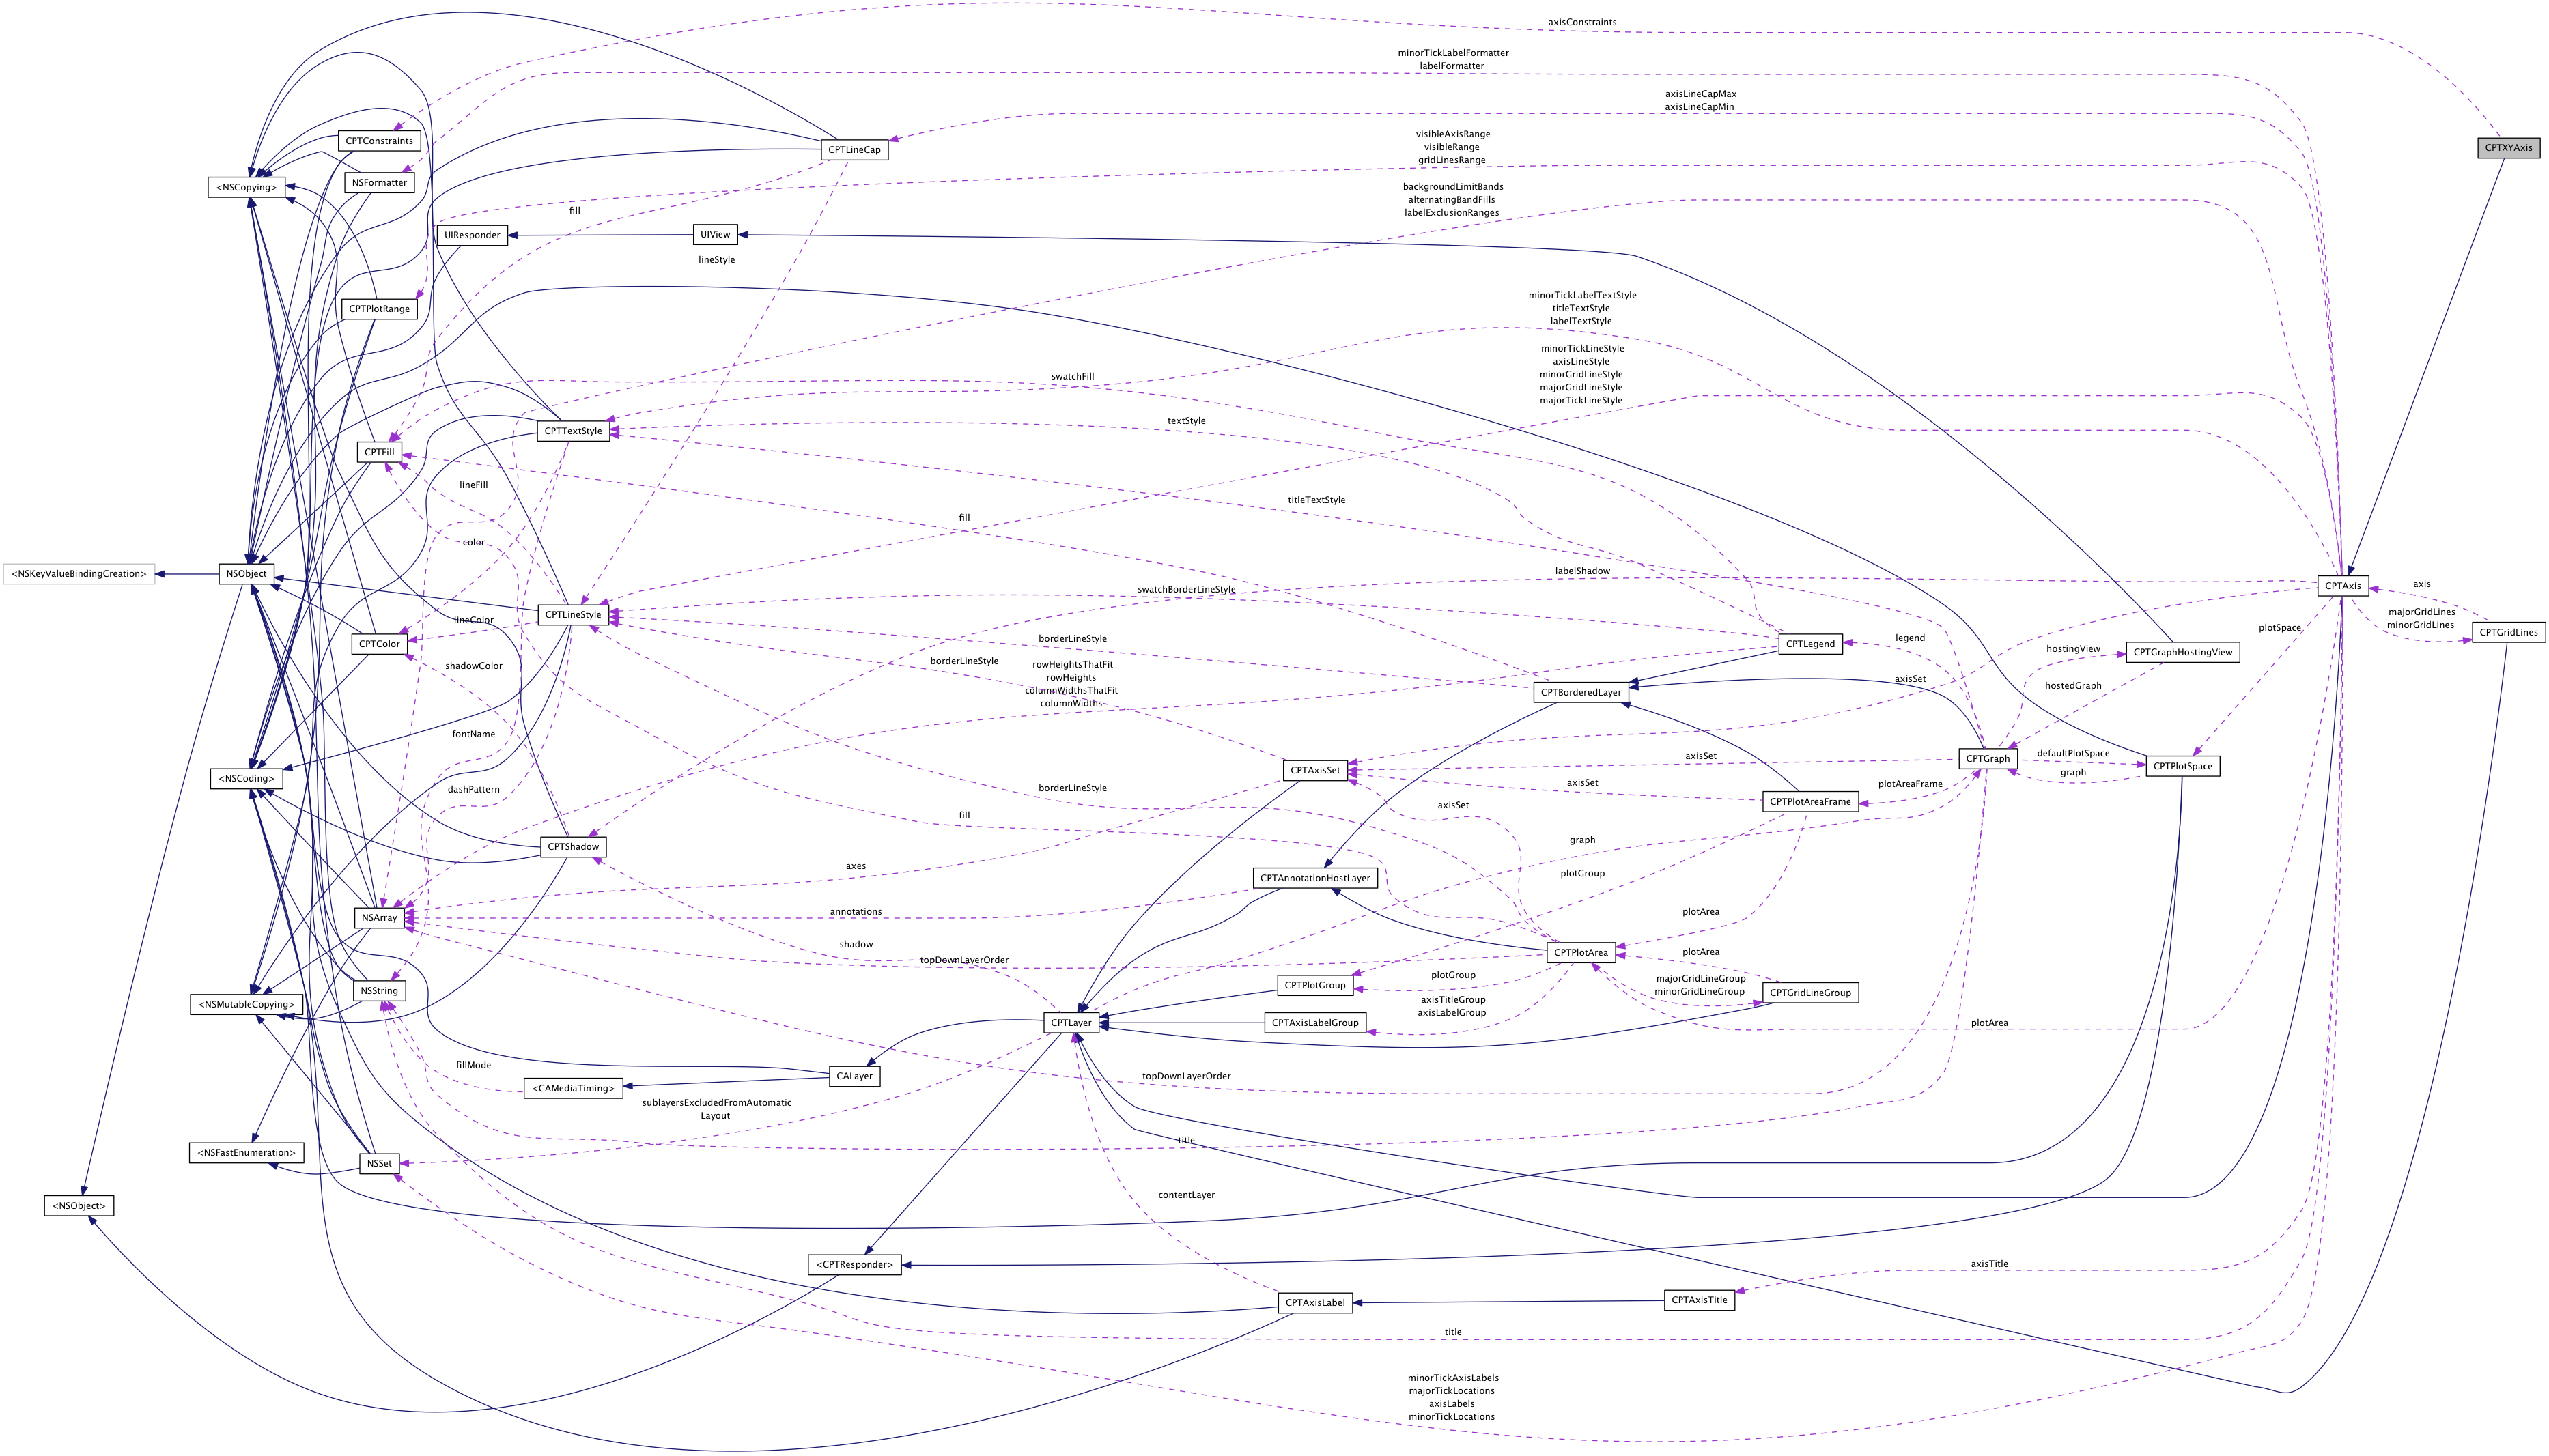 axisConstraints
minorTickLabelFormatter
labelFormatter
axisLineCapMax
axisLineCapMin
CPTConstraints
CPTLineCap
CPTXYAxis
visibleAxisRange
visibleRange
gridLinesRange
<NSCopying>
NSFormatter
backgroundLimitBands
alternatingBandFills
labelExclusionRanges
fill
UIResponder
UIView
lineStyle
CPTPlotRange
minorTickLabelTextStyle
titleTextStyle
labelTextStyle
minorTickLineStyle
axisLineStyle
minorGridLineStyle
majorGridLineStyle
majorTickLineStyle
swatchFill
textStyle
CPTTextStyle
CPTFill
lineFill
titleTextStyle
fill
color
<NSKeyValueBindingCreation>
NSObject
labelShadow
swatchBorderLineStyle
CPTAxis
axis
majorGridLines
minorGridLines
CPTGridLines
CPTLineStyle
lineColor
plotSpace
CPTColor
borderLineStyle
CPTLegend
legend
hostingView
CPTGraphHostingView
shadowColor
borderLineStyle
rowHeightsThatFit
rowHeights
columnWidthsThatFit
columnWidths
CPTBorderedLayer
axisSet
hostedGraph
fontName
<NSCoding>
CPTAxisSet
axisSet
CPTGraph
defaultPlotSpace
graph
CPTPlotSpace
dashPattern
borderLineStyle
axisSet
plotAreaFrame
CPTPlotAreaFrame
axisSet
fill
CPTShadow
graph
axes
plotGroup
CPTAnnotationHostLayer
NSArray
annotations
plotArea
shadow
topDownLayerOrder
CPTPlotArea
plotArea
plotGroup
majorGridLineGroup
minorGridLineGroup
CPTGridLineGroup
NSString
CPTPlotGroup
<NSMutableCopying>
axisTitleGroup
axisLabelGroup
CPTLayer
CPTAxisLabelGroup
plotArea
fillMode
CALayer
<CAMediaTiming>
topDownLayerOrder
sublayersExcludedFromAutomatic
Layout
title
<NSFastEnumeration>
NSSet
contentLayer
<NSObject>
<CPTResponder>
axisTitle
CPTAxisLabel
CPTAxisTitle
title
minorTickAxisLabels
majorTickLocations
axisLabels
minorTickLocations